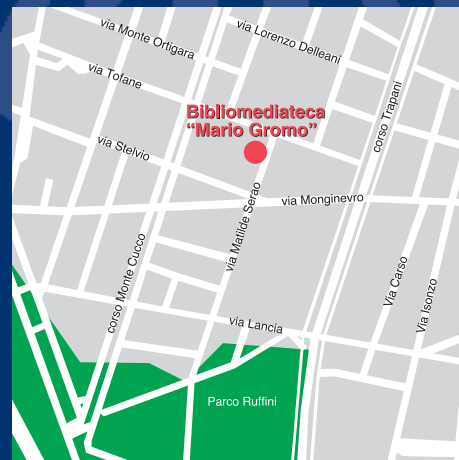 via Monte Ortigara
via Lorenzo Delleani
via Tofane
corso Trapani
Bibliomediateca
“Mario Gromo”
via Stelvio
via Monginevro
via Matilde Serao
corso Monte Cucco
Via Carso
Via Isonzo
via Lancia
Parco Ruffini